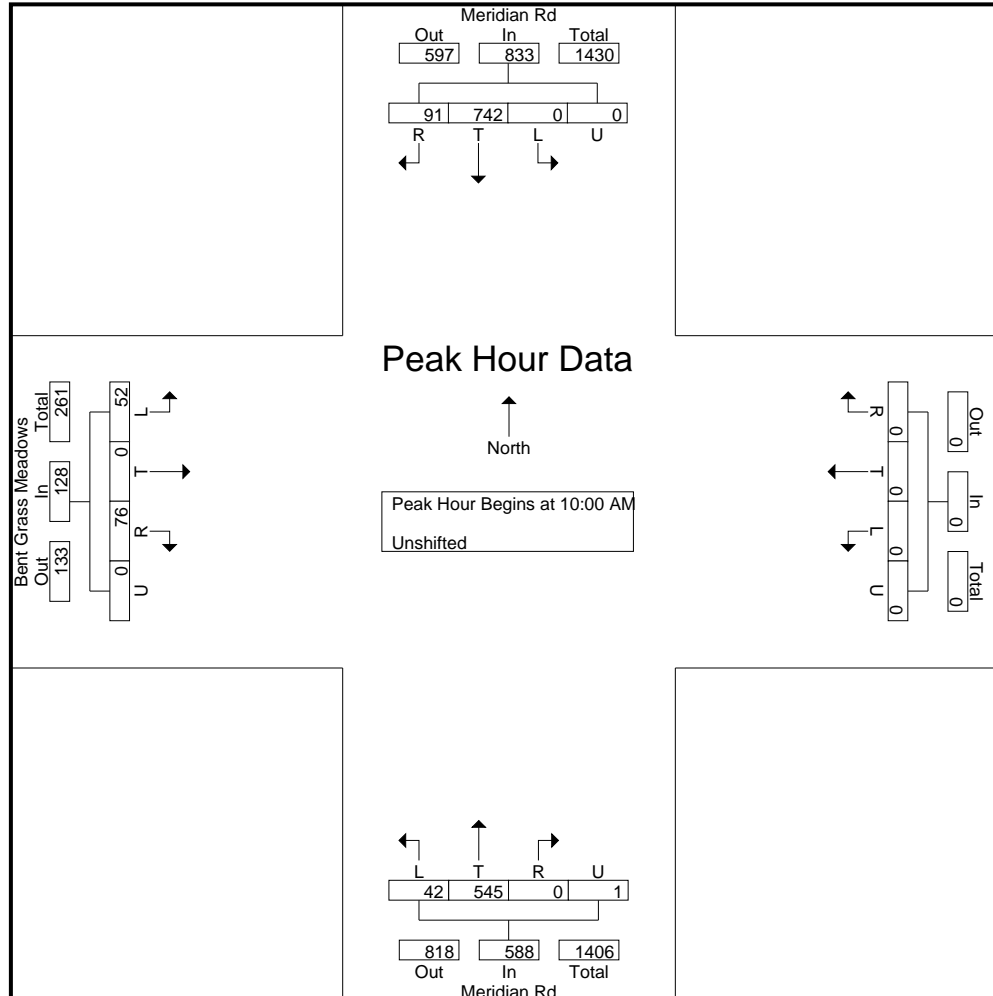 Meridian Rd
Out In Total
597 833 1430
91 742 0 0
R T L U
Peak Hour Data
North
Peak Hour Begins at 10:00 AM
Unshifted
Bent Grass Meadows
Total In Out
261 128 133
52 0 76 0
L T R U
R T L U
0 0 0 0
Out In Total
0 0 0
L T R U
42 545 0 1
818 588 1406
Out In Total
Meridian Rd